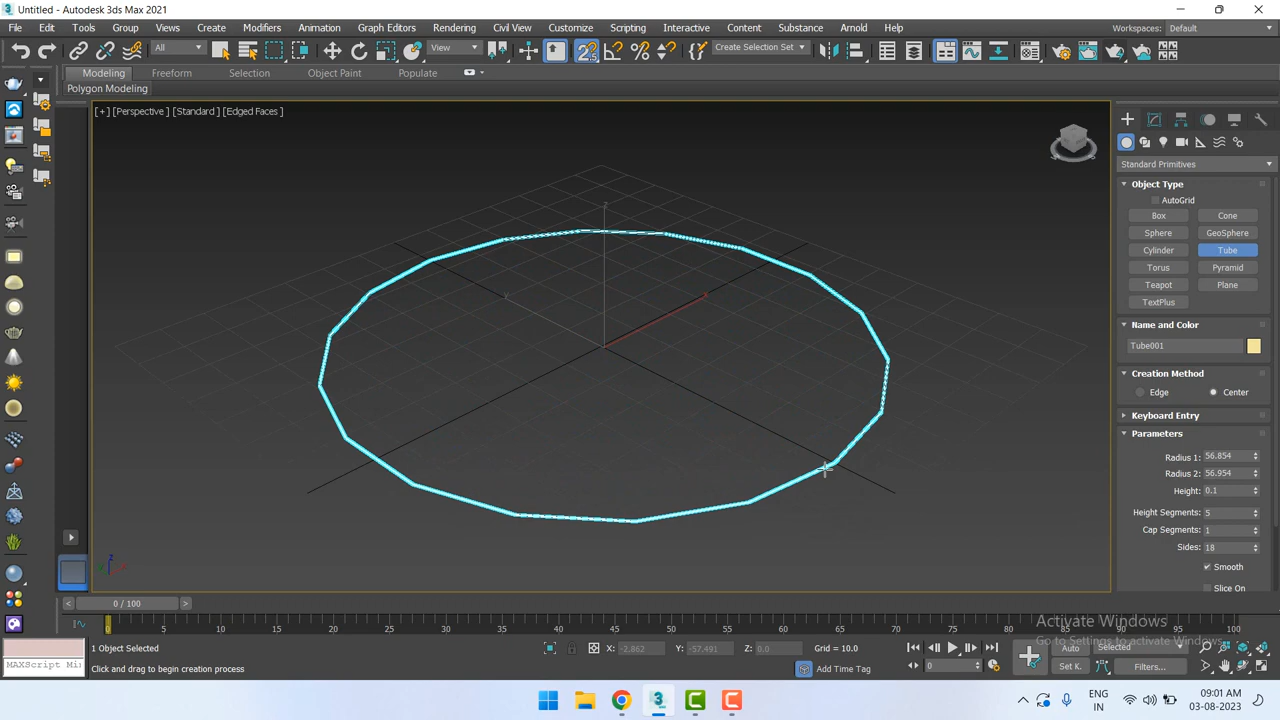 Untitled - Autodesk 3ds Max 2021
File Edit Tools Group Views Create Modifiers Animation Graph Editors Rendering Civil View Customize Scripting Interactive Content Substance Arnold Help Workspaces: Default
All View Create Selection Set
Modeling Freeform Selection Object Paint Populate
Polygon Modeling
[+] [Perspective ] [Standard ] [Edged Faces ]
Standard Primitives
Object Type
AutoGrid
Box Cone
Sphere GeoSphere
Cylinder Tube
Torus Pyramid
Teapot Plane
TextPlus
Name and Color
Tube001
Creation Method
Edge Center
Keyboard Entry
Parameters
Radius 1: 56.854
Radius 2: 56.954
Height: 0.1
Height Segments: 5
Cap Segments: 1
Sides: 18
Smooth
Slice On
0 / 100
0 5 10 15 20 25 30 35 40 45 50 55 60 65 70 75 80 85 90 95 100
Activate Windows
Go to Settings to activate Windows.
1 Object Selected X: -2.862 Y: -57.491 Z: 0.0 Grid = 10.0 Auto Selected
MAXScript Mi Click and drag to begin creation process Add Time Tag 0 Set K. Filters...
ENG
IN
09:01 AM
03-08-2023